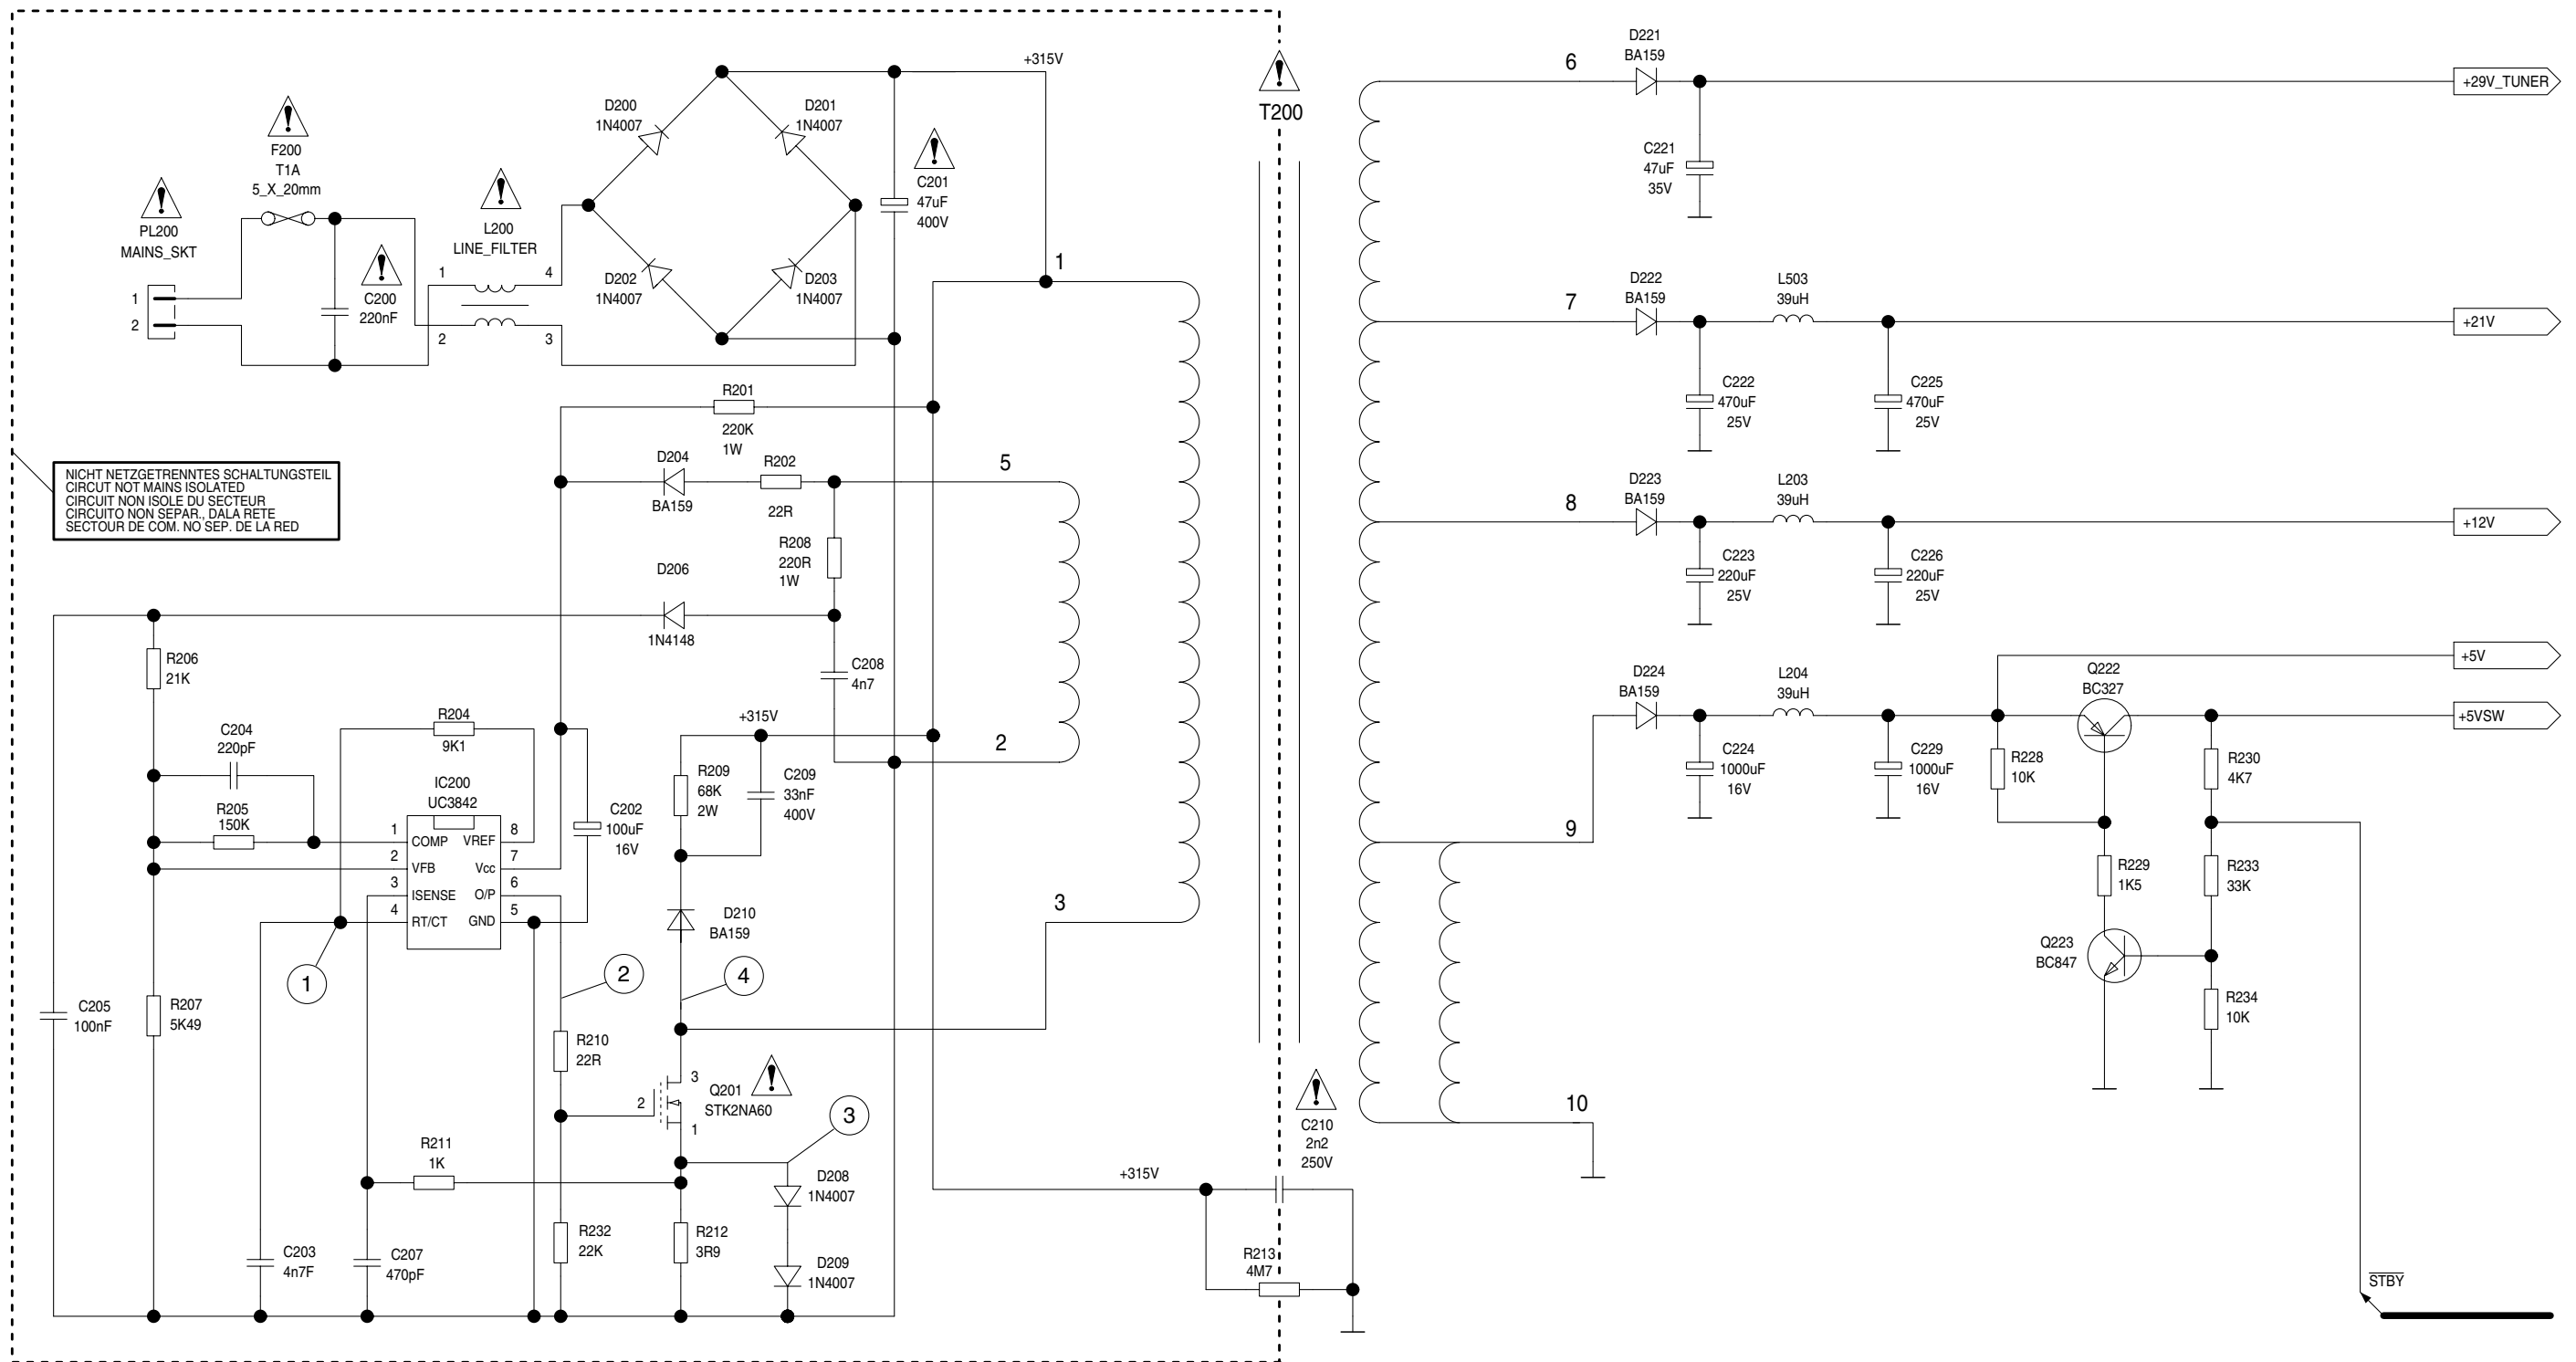 +315V
D221
BA159
6
+29V_TUNER
T200
D200
1N4007
D201
1N4007
F200
T1A
5_X_20mm
C201
47uF
400V
C221
47uF
35V
PL200
MAINS_SKT
L200
LINE_FILTER
C200
220nF
1
2
1
4
2
3
D202
1N4007
D203
1N4007
1
7
D222
BA159
L503
39uH
+21V
R201
220K
1W
C222
470uF
25V
C225
470uF
25V
NICHT NETZGETRENNTES SCHALTUNGSTEIL
CIRCUT NOT MAINS ISOLATED
CIRCUIT NON ISOLE DU SECTEUR
CIRCUITO NON SEPAR., DALA RETE
SECTOUR DE COM. NO SEP. DE LA RED
D204
BA159
R202
22R
5
8
D223
BA159
L203
39uH
+12V
R208
220R
1W
D206
1N4148
C223
220uF
25V
C226
220uF
25V
R206
21K
C208
4n7
D224
BA159
L204
39uH
+5V
Q222
BC327
+5VSW
R204
9K1
C204
220pF
+315V
2
R209
68K
2W
C209
33nF
400V
C224
1000uF
16V
C229
1000uF
16V
R228
10K
R230
4K7
IC200
UC3842
R205
150K
C202
100uF
16V
1
COMP
VREF
8
2
VFB
Vcc
7
3
ISENSE
O/P
6
4
RT/CT
GND
5
9
R229
1K5
R233
33K
3
D210
BA159
Q223
BC847
1
2
4
C205
100nF
R207
5K49
R210
22R
R234
10K
3
2
1
Q201
STK2NA60
3
10
C210
2n2
250V
R211
1K
+315V
D208
1N4007
R232
22K
R212
3R9
C203
4n7F
C207
470pF
D209
1N4007
R213
4M7
STBY